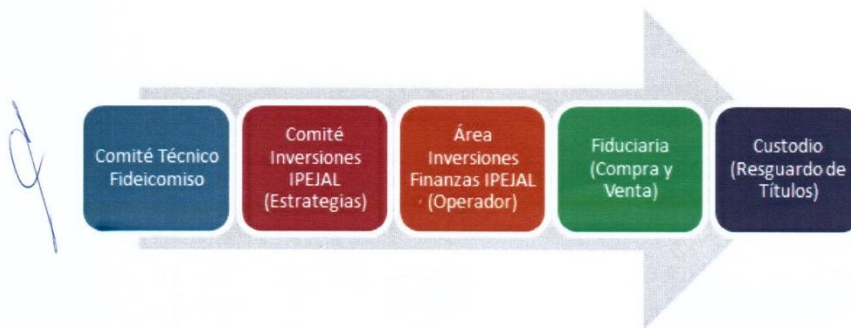 Comité Técnico
Fideicomiso
Comité
Inversiones
IPEJAL
(Estrategias)
Área
Inversiones
Finanzas IPEJAL
(Operador)
Fiduciaria
(Compra y
Venta)
Custodio
(Resguardo de
Títulos)